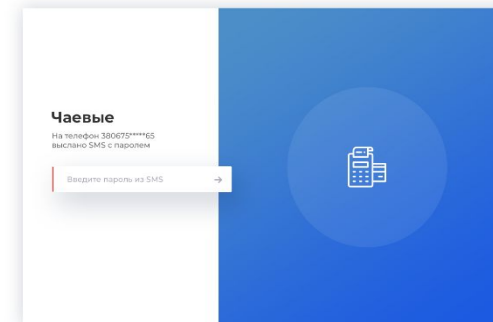 Чаевые
На телефон 380675*****65
выслано SMS с паролем
Введите пароль из SMS